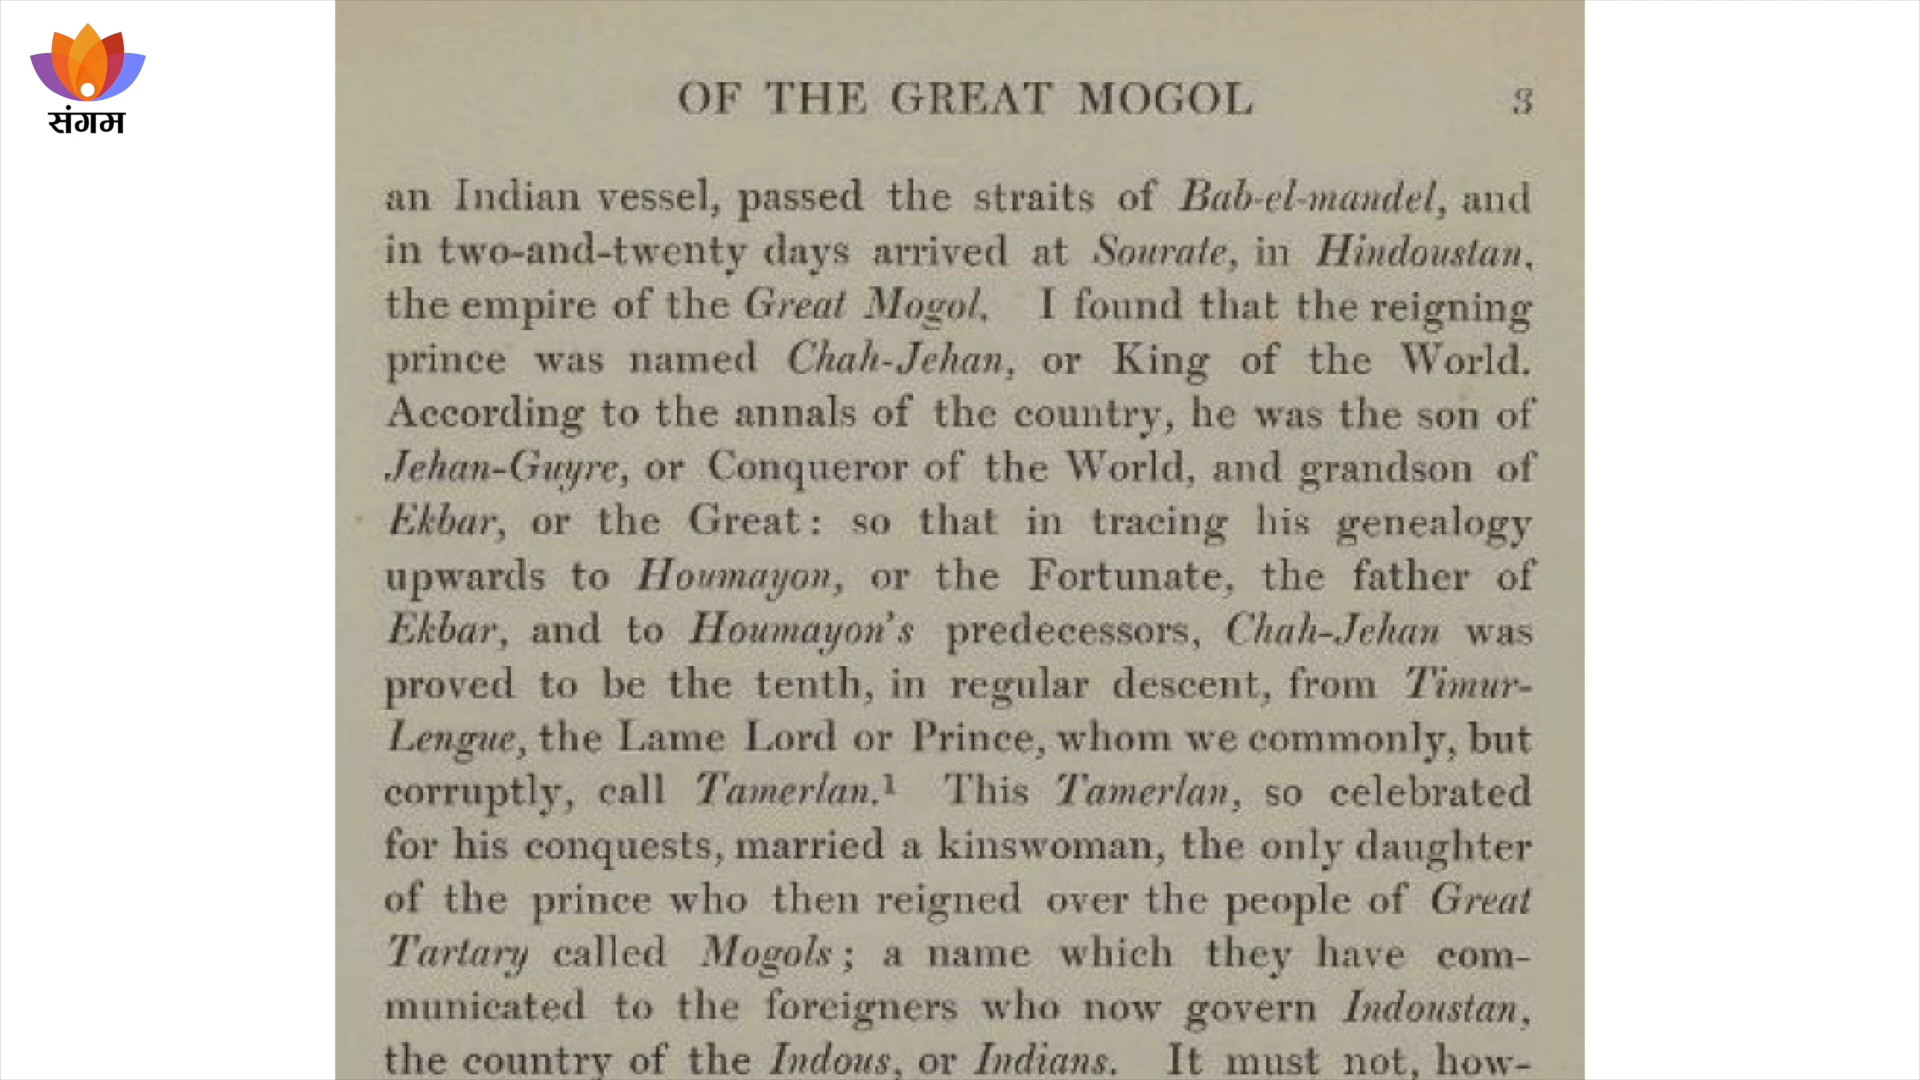 संगम
OF THE GREAT MOGOL 3
an Indian vessel, passed the straits of Bab-el-mandel, and
in two-and-twenty days arrived at Sourate, in Hindoustan,
the empire of the Great Mogol. I found that the reigning
prince was named Chah-Jehan, or King of the World.
According to the annals of the country, he was the son of
Jehan-Guyre, or Conqueror of the World, and grandson of
Ekbar, or the Great: so that in tracing his genealogy
upwards to Houmayon, or the Fortunate, the father of
Ekbar, and to Houmayon's predecessors, Chah-Jehan was
proved to be the tenth, in regular descent, from Timur-
Lengue, the Lame Lord or Prince, whom we commonly, but
corruptly, call Tamerlan.¹ This Tamerlan, so celebrated
for his conquests, married a kinswoman, the only daughter
of the prince who then reigned over the people of Great
Tartary called Mogols; a name which they have com-
municated to the foreigners who now govern Indoustan,
the country of the Indous, or Indians. It must not, how-